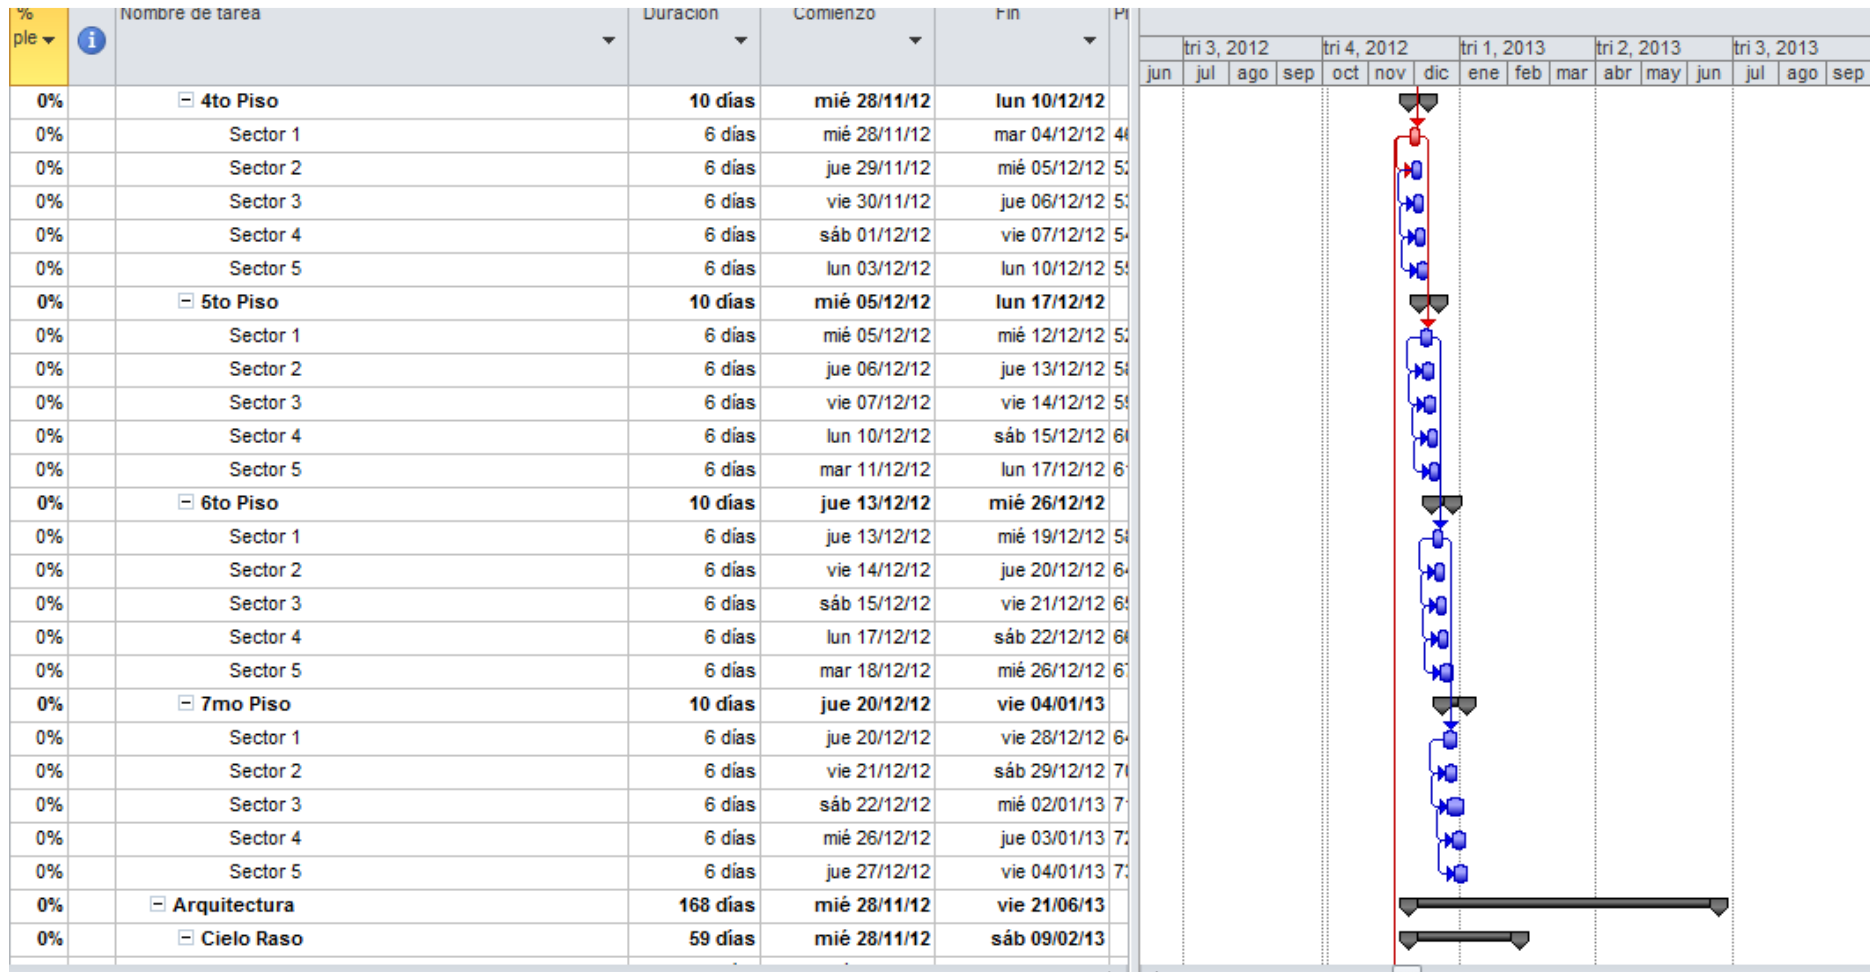 % Nombre de tarea Duración Comienzo Fin
ple
tri 3, 2012 tri 4, 2012 tri 1, 2013 tri 2, 2013 tri 3, 2013
jun jul ago sep oct nov dic ene feb mar abr may jun jul ago sep
0% 4to Piso 10 días mié 28/11/12 lun 10/12/12
0% Sector 1 6 días mié 28/11/12 mar 04/12/12
0% Sector 2 6 días jue 29/11/12 mié 05/12/12
0% Sector 3 6 días vie 30/11/12 jue 06/12/12
0% Sector 4 6 días sáb 01/12/12 vie 07/12/12
0% Sector 5 6 días lun 03/12/12 lun 10/12/12
0% 5to Piso 10 días mié 05/12/12 lun 17/12/12
0% Sector 1 6 días mié 05/12/12 mié 12/12/12
0% Sector 2 6 días jue 06/12/12 jue 13/12/12
0% Sector 3 6 días vie 07/12/12 vie 14/12/12
0% Sector 4 6 días lun 10/12/12 sáb 15/12/12
0% Sector 5 6 días mar 11/12/12 lun 17/12/12
0% 6to Piso 10 días jue 13/12/12 mié 26/12/12
0% Sector 1 6 días jue 13/12/12 mié 19/12/12
0% Sector 2 6 días vie 14/12/12 jue 20/12/12
0% Sector 3 6 días sáb 15/12/12 vie 21/12/12
0% Sector 4 6 días lun 17/12/12 sáb 22/12/12
0% Sector 5 6 días mar 18/12/12 mié 26/12/12
0% 7mo Piso 10 días jue 20/12/12 vie 04/01/13
0% Sector 1 6 días jue 20/12/12 vie 28/12/12
0% Sector 2 6 días vie 21/12/12 sáb 29/12/12
0% Sector 3 6 días sáb 22/12/12 mié 02/01/13
0% Sector 4 6 días mié 26/12/12 jue 03/01/13
0% Sector 5 6 días jue 27/12/12 vie 04/01/13
0% Arquitectura 168 días mié 28/11/12 vie 21/06/13
0% Cielo Raso 59 días mié 28/11/12 sáb 09/02/13